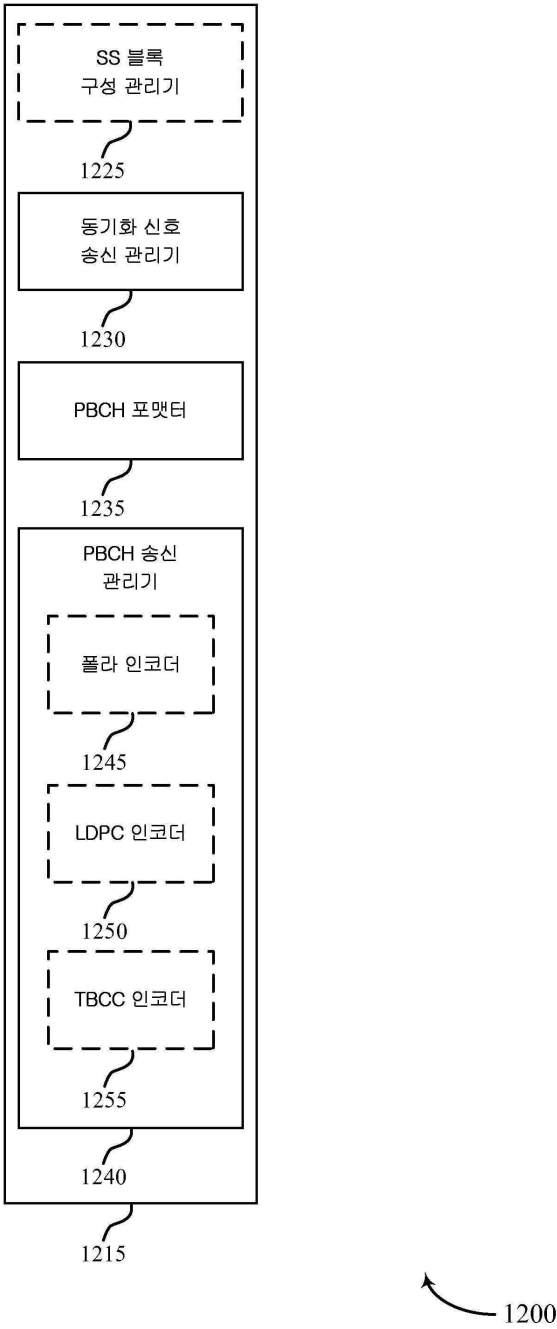 SS 블록
구성 관리기
1225
동기화 신호
송신 관리기
1230
PBCH 포맷터
1235
PBCH 송신
관리기
폴라 인코더
1245
LDPC 인코더
1250
TBCC 인코더
1255
1240
1215
1200